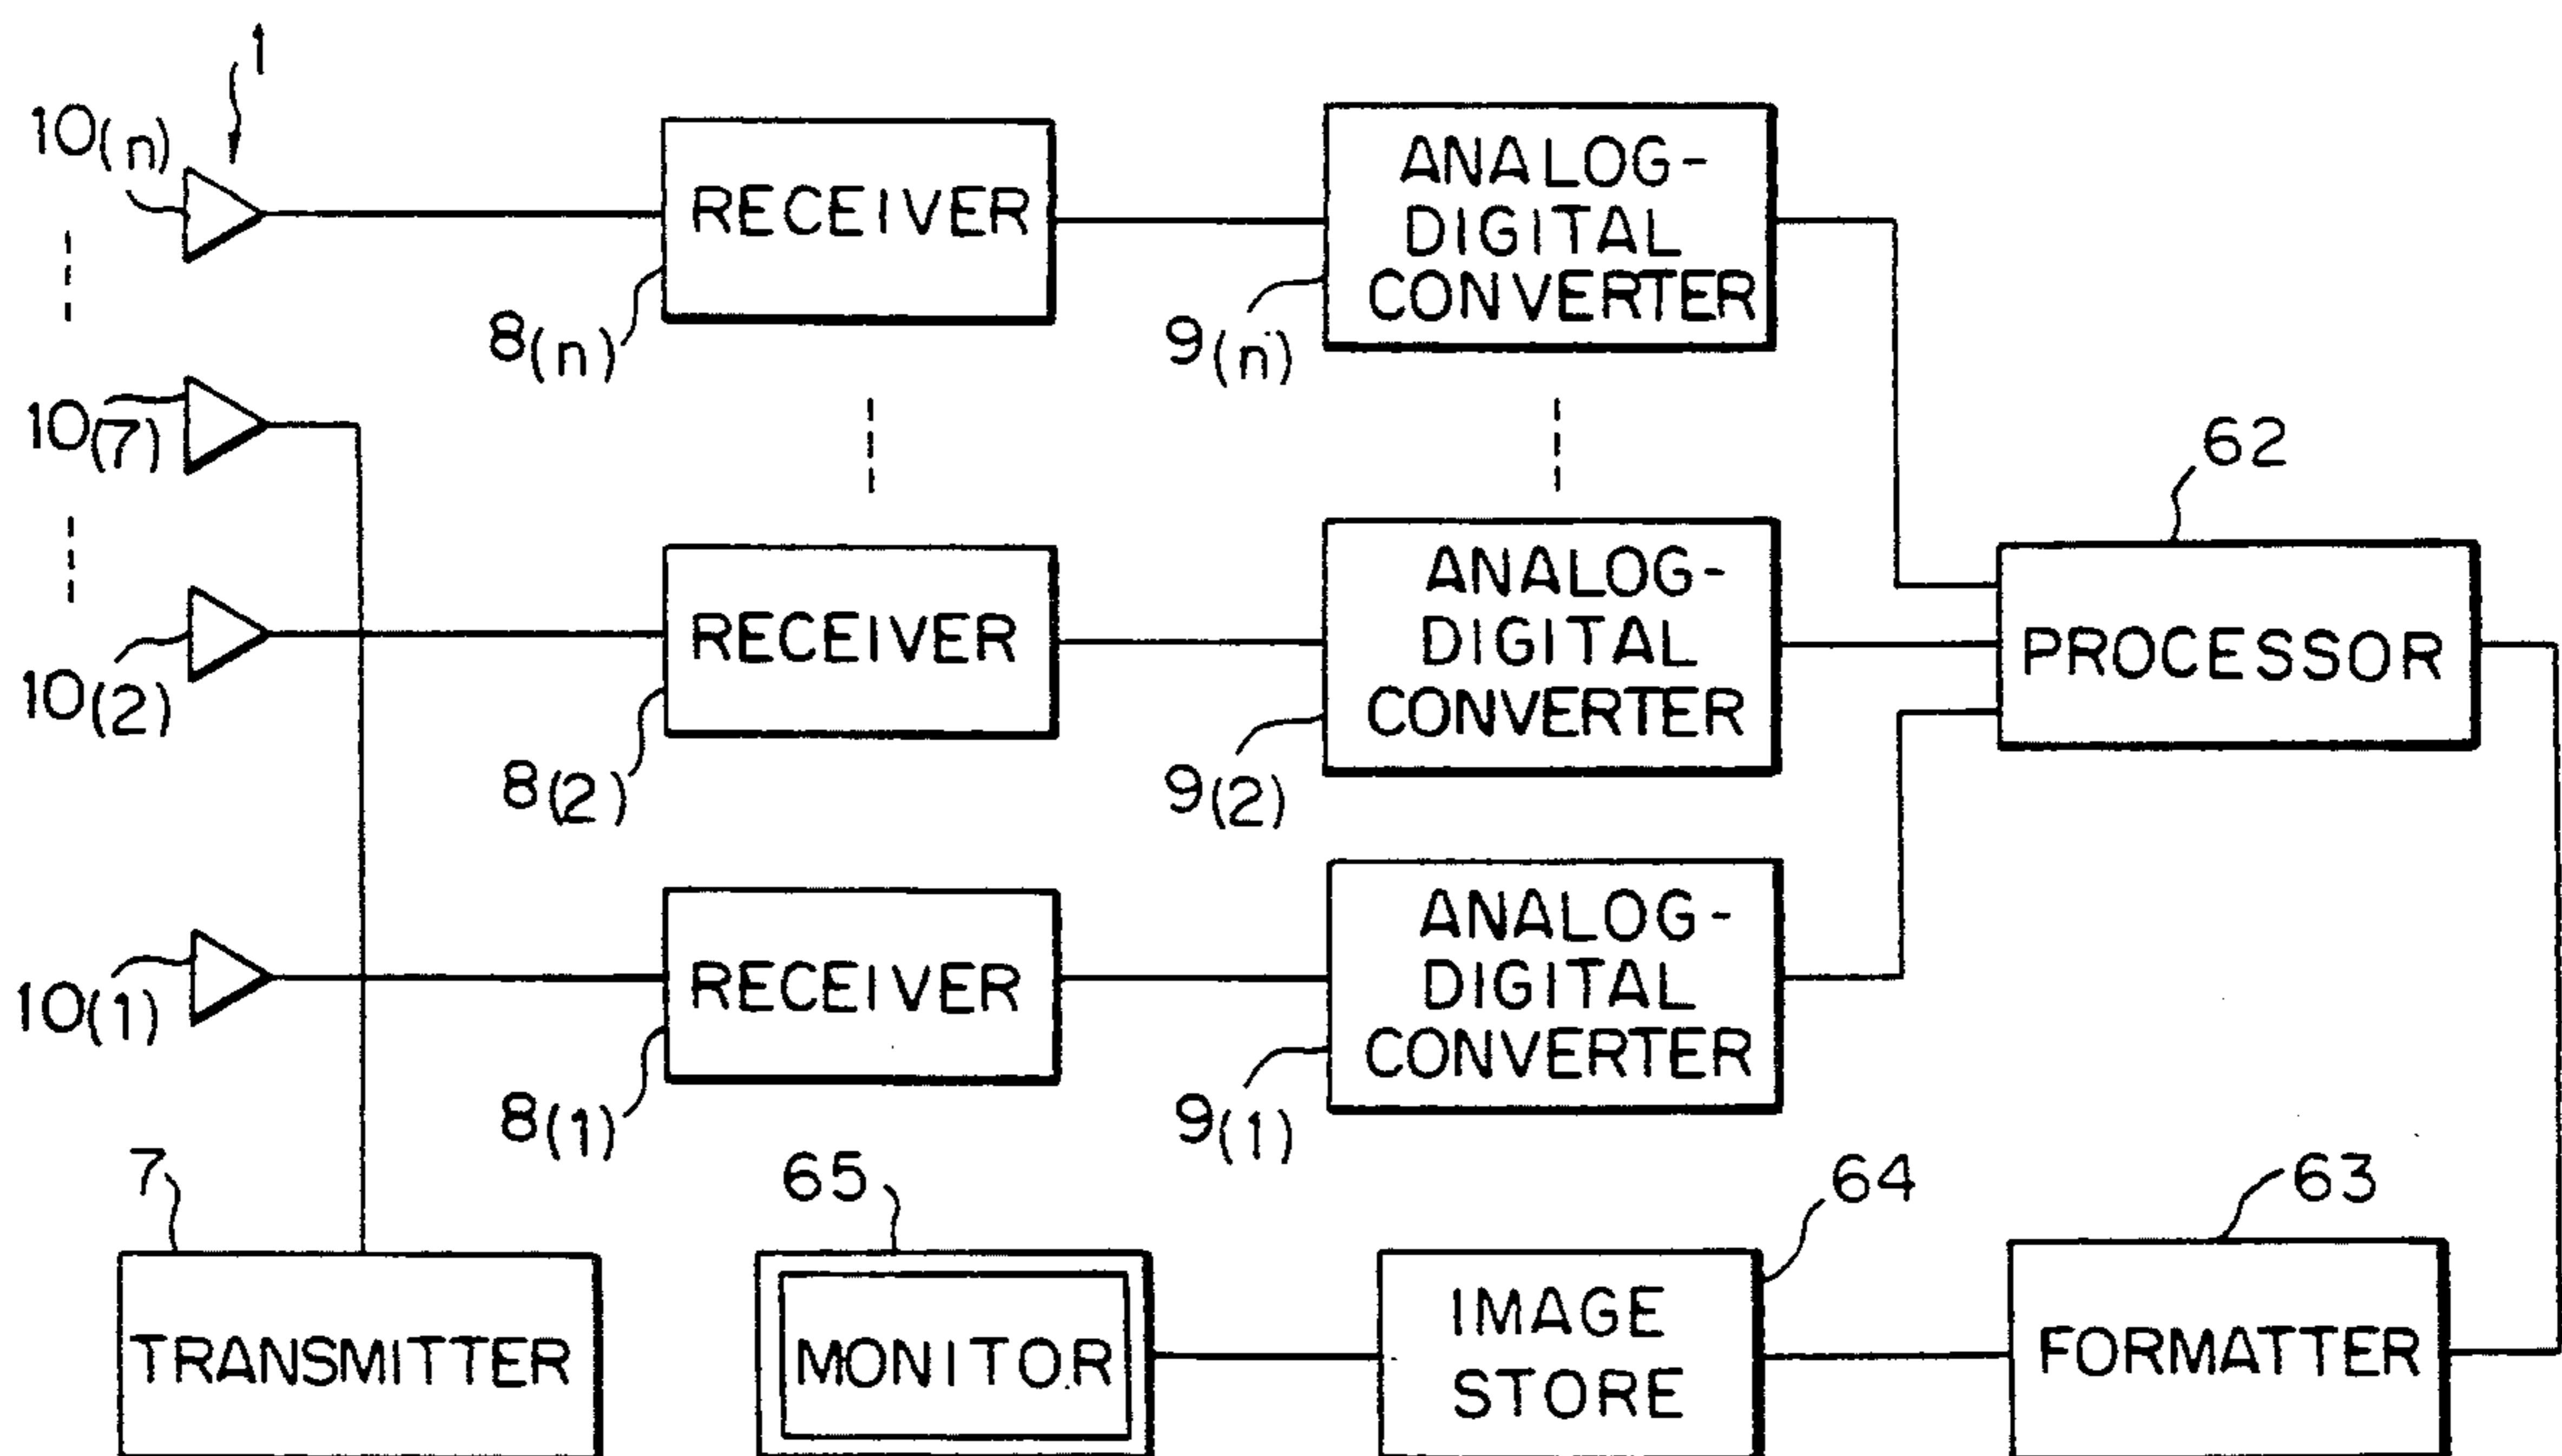 1
10(n)
RECEIVER
ANALOG-
DIGITAL
CONVERTER
8(n)
9(n)
10(7)
62
RECEIVER
ANALOG-
DIGITAL
CONVERTER
PROCESSOR
10(2)
8(2)
9(2)
RECEIVER
ANALOG-
DIGITAL
CONVERTER
10(1)
8(1)
9(1)
7
65
64
63
TRANSMITTER
MONITOR
IMAGE
STORE
FORMATTER